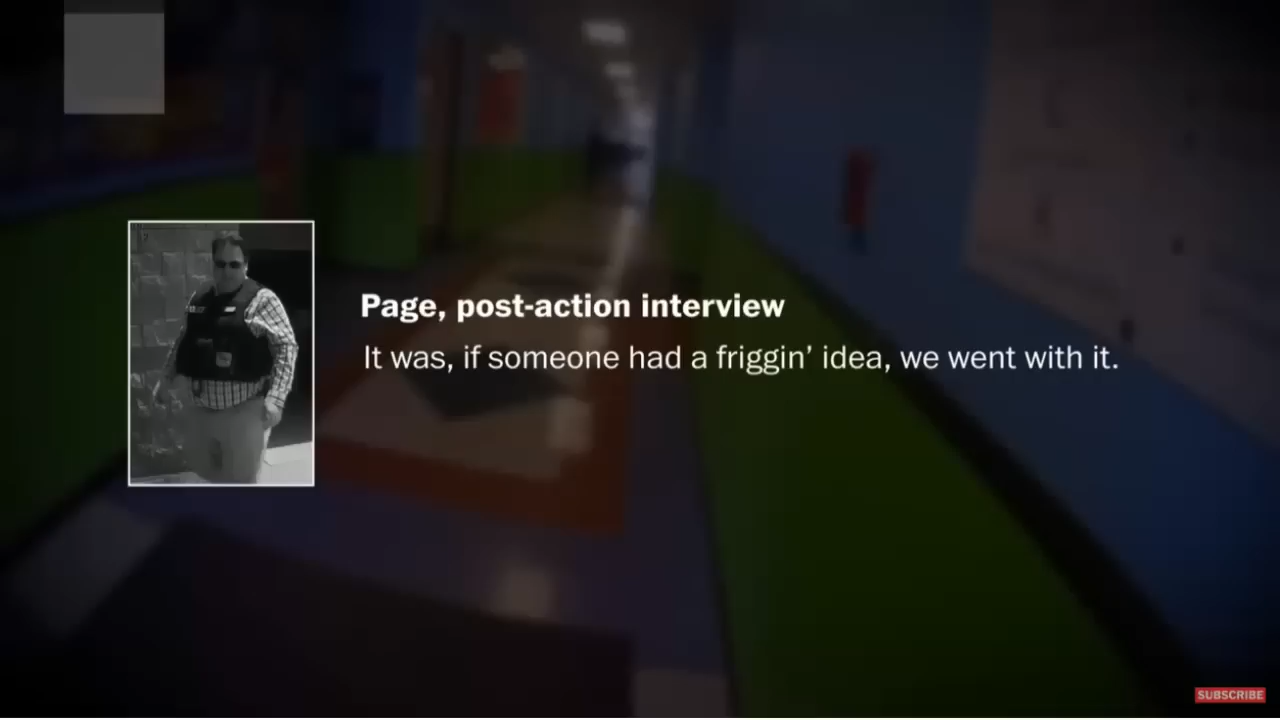 Page, post-action interview
It was, if someone had a friggin’ idea, we went with it.
SUBSCRIBE